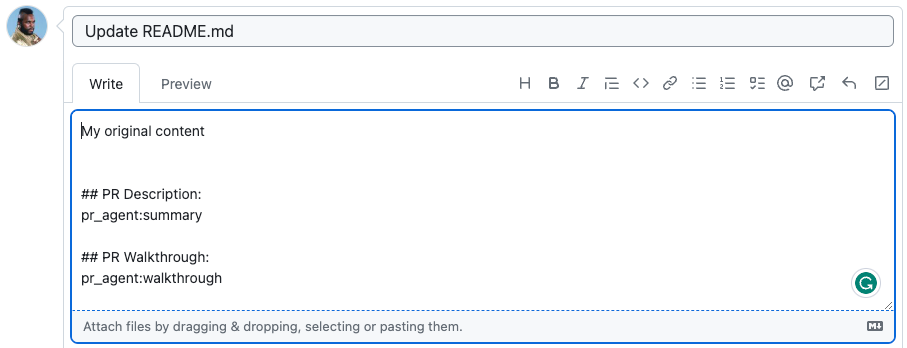 Update README.md
Write
Preview
My original content
## PR Description:
pr_agent:summary
## PR Walkthrough:
pr_agent:walkthrough
Attach files by dragging & dropping, selecting or pasting them.